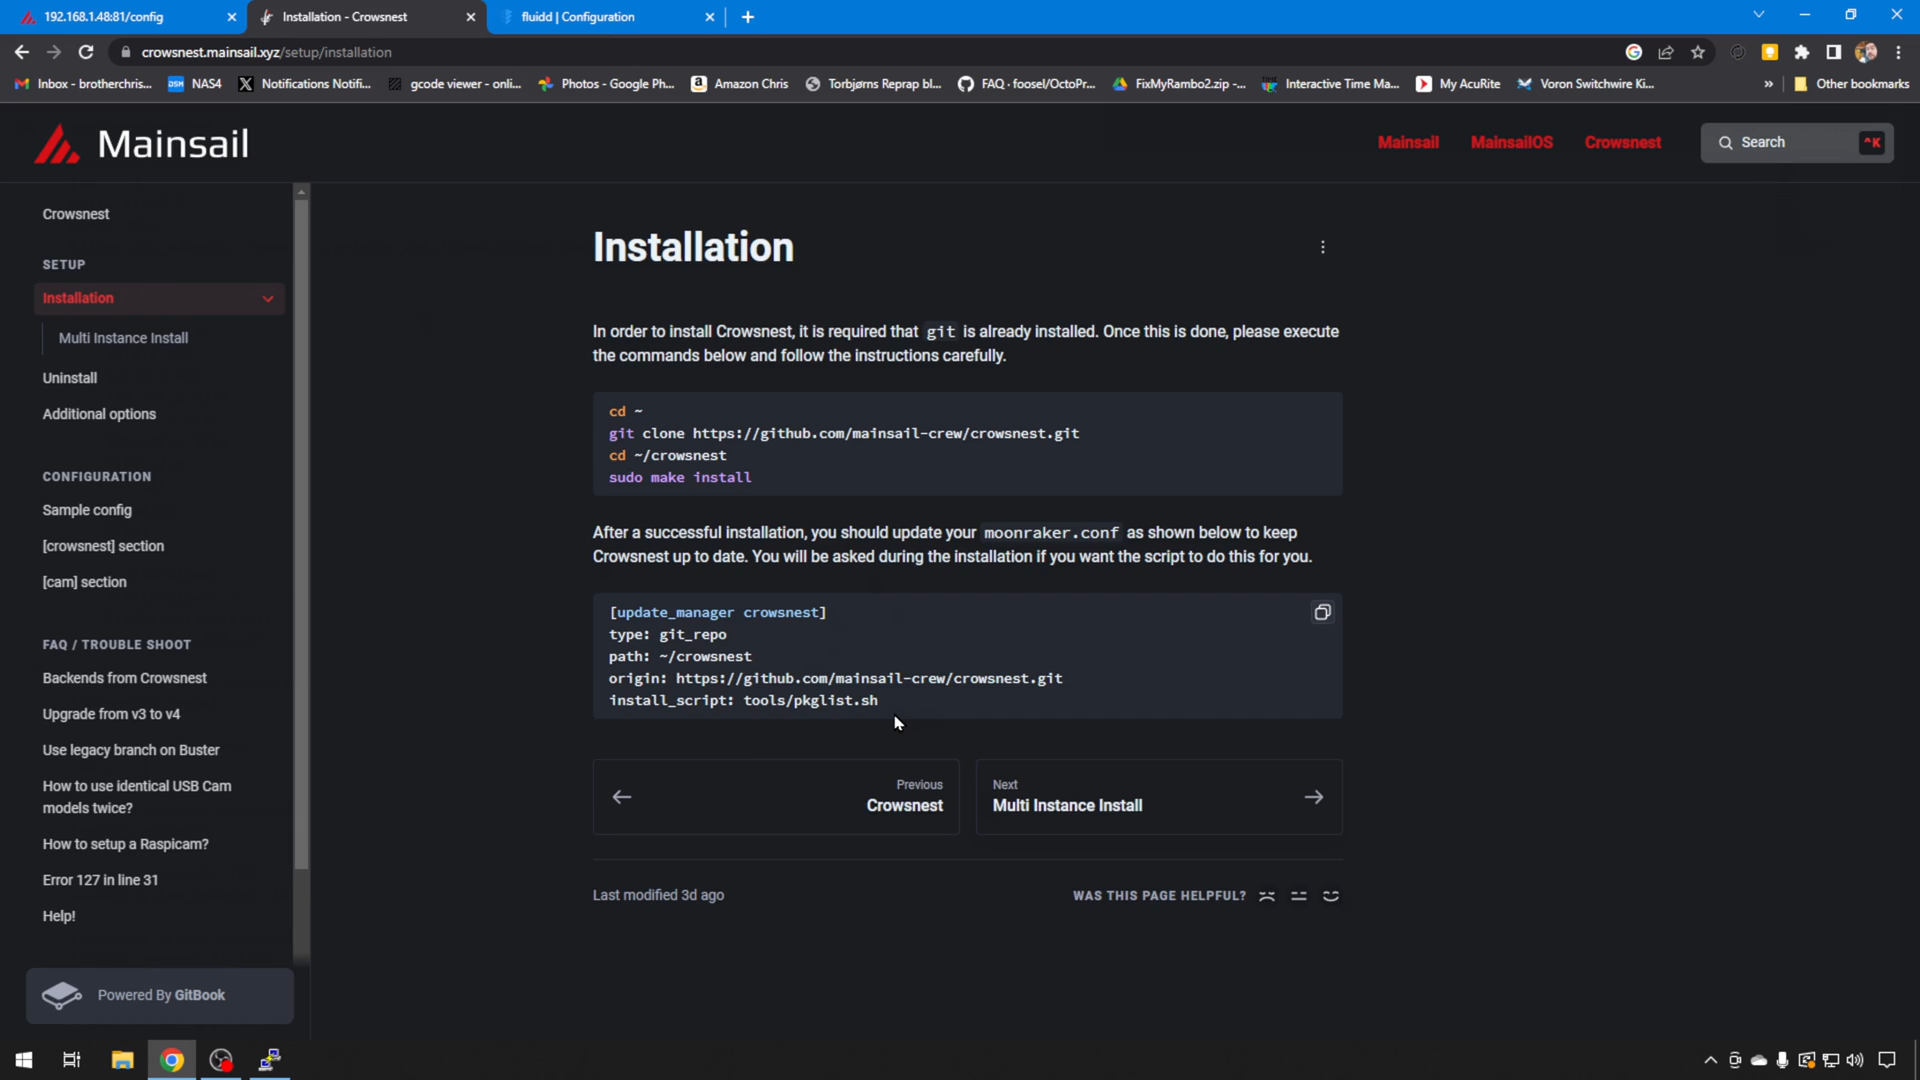 192.168.1.48:81/config
Installation - Crowsnest
fluidd | Configuration
crowsnest.mainsail.xyz/setup/installation
Inbox - brotherchris...
DSM
NAS4
Notifications Notifi...
gcode viewer - onli...
Photos - Google Ph...
Amazon Chris
Torbjørns Reprap bl...
FAQ · foosel/OctoPr...
FixMyRambo2.zip -...
Interactive Time Ma...
My AcuRite
Voron Switchwire Ki...
»
Other bookmarks
Mainsail
Mainsail
MainsailOS
Crowsnest
Search
^K
Crowsnest
SETUP
Installation
Multi Instance Install
Uninstall
Additional options
CONFIGURATION
Sample config
[crowsnest] section
[cam] section
FAQ / TROUBLE SHOOT
Backends from Crowsnest
Upgrade from v3 to v4
Use legacy branch on Buster
How to use identical USB Cam
models twice?
How to setup a Raspicam?
Error 127 in line 31
Help!
Powered By GitBook
Installation
In order to install Crowsnest, it is required that git is already installed. Once this is done, please execute
the commands below and follow the instructions carefully.
cd ~
git clone https://github.com/mainsail-crew/crowsnest.git
cd ~/crowsnest
sudo make install
After a successful installation, you should update your moonraker.conf as shown below to keep
Crowsnest up to date. You will be asked during the installation if you want the script to do this for you.
[update_manager crowsnest]
type: git_repo
path: ~/crowsnest
origin: https://github.com/mainsail-crew/crowsnest.git
install_script: tools/pkglist.sh
Previous
Crowsnest
Next
Multi Instance Install
Last modified 3d ago
WAS THIS PAGE HELPFUL?